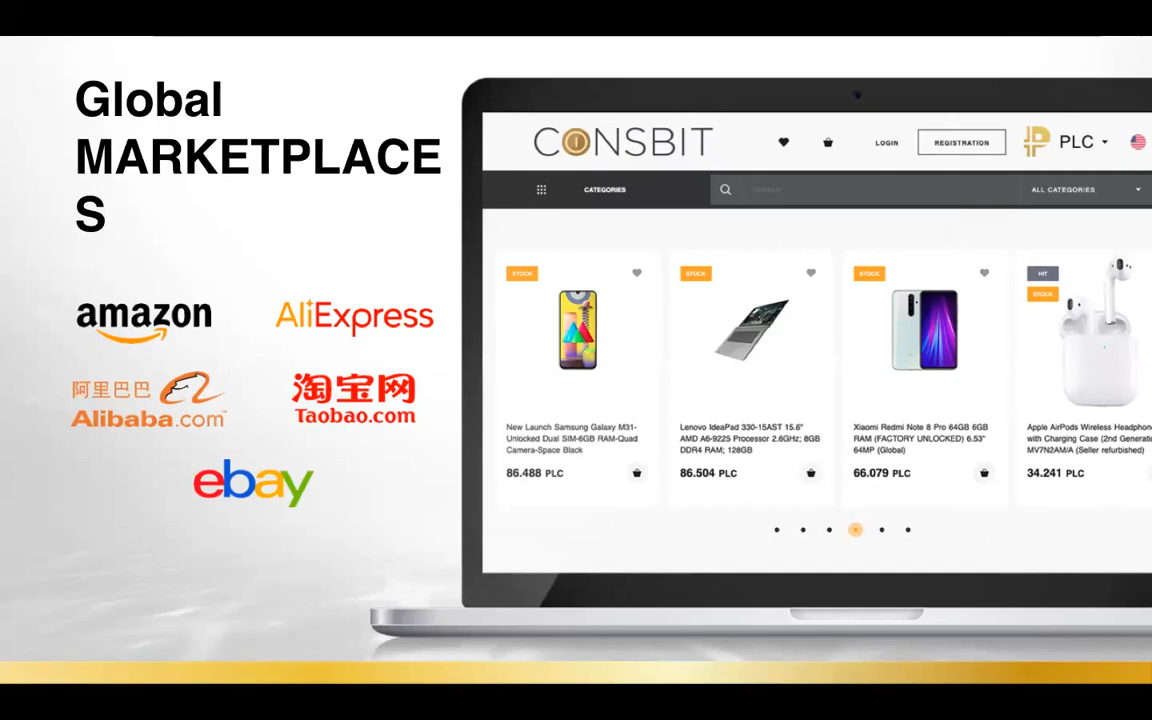 Global
MARKETPLACE
S
amazon
AliExpress
阿里巴巴
Alibaba.com™
淘宝网
Taobao.com
ebay
CONSBIT
LOGIN
REGISTRATION
PLC
CATEGORIES
ALL CATEGORIES
STOCK
New Launch Samsung Galaxy M31-
Unlocked Dual SIM-6GB RAM-Quad
Camera-Space Black
86.488 PLC
STOCK
Lenovo IdeaPad 330-15AST 15.6"
AMD A6-9225 Processor 2.6GHz; 8GB
DDR4 RAM; 128GB
86.504 PLC
STOCK
Xiaomi Redmi Note 8 Pro 64GB 6GB
RAM (FACTORY UNLOCKED) 6.53"
64MP (Global)
66.079 PLC
HIT
STOCK
Apple AirPods Wireless Headphon
with Charging Case (2nd Generatio
MV7N2AM/A (Seller refurbished)
34.241 PLC